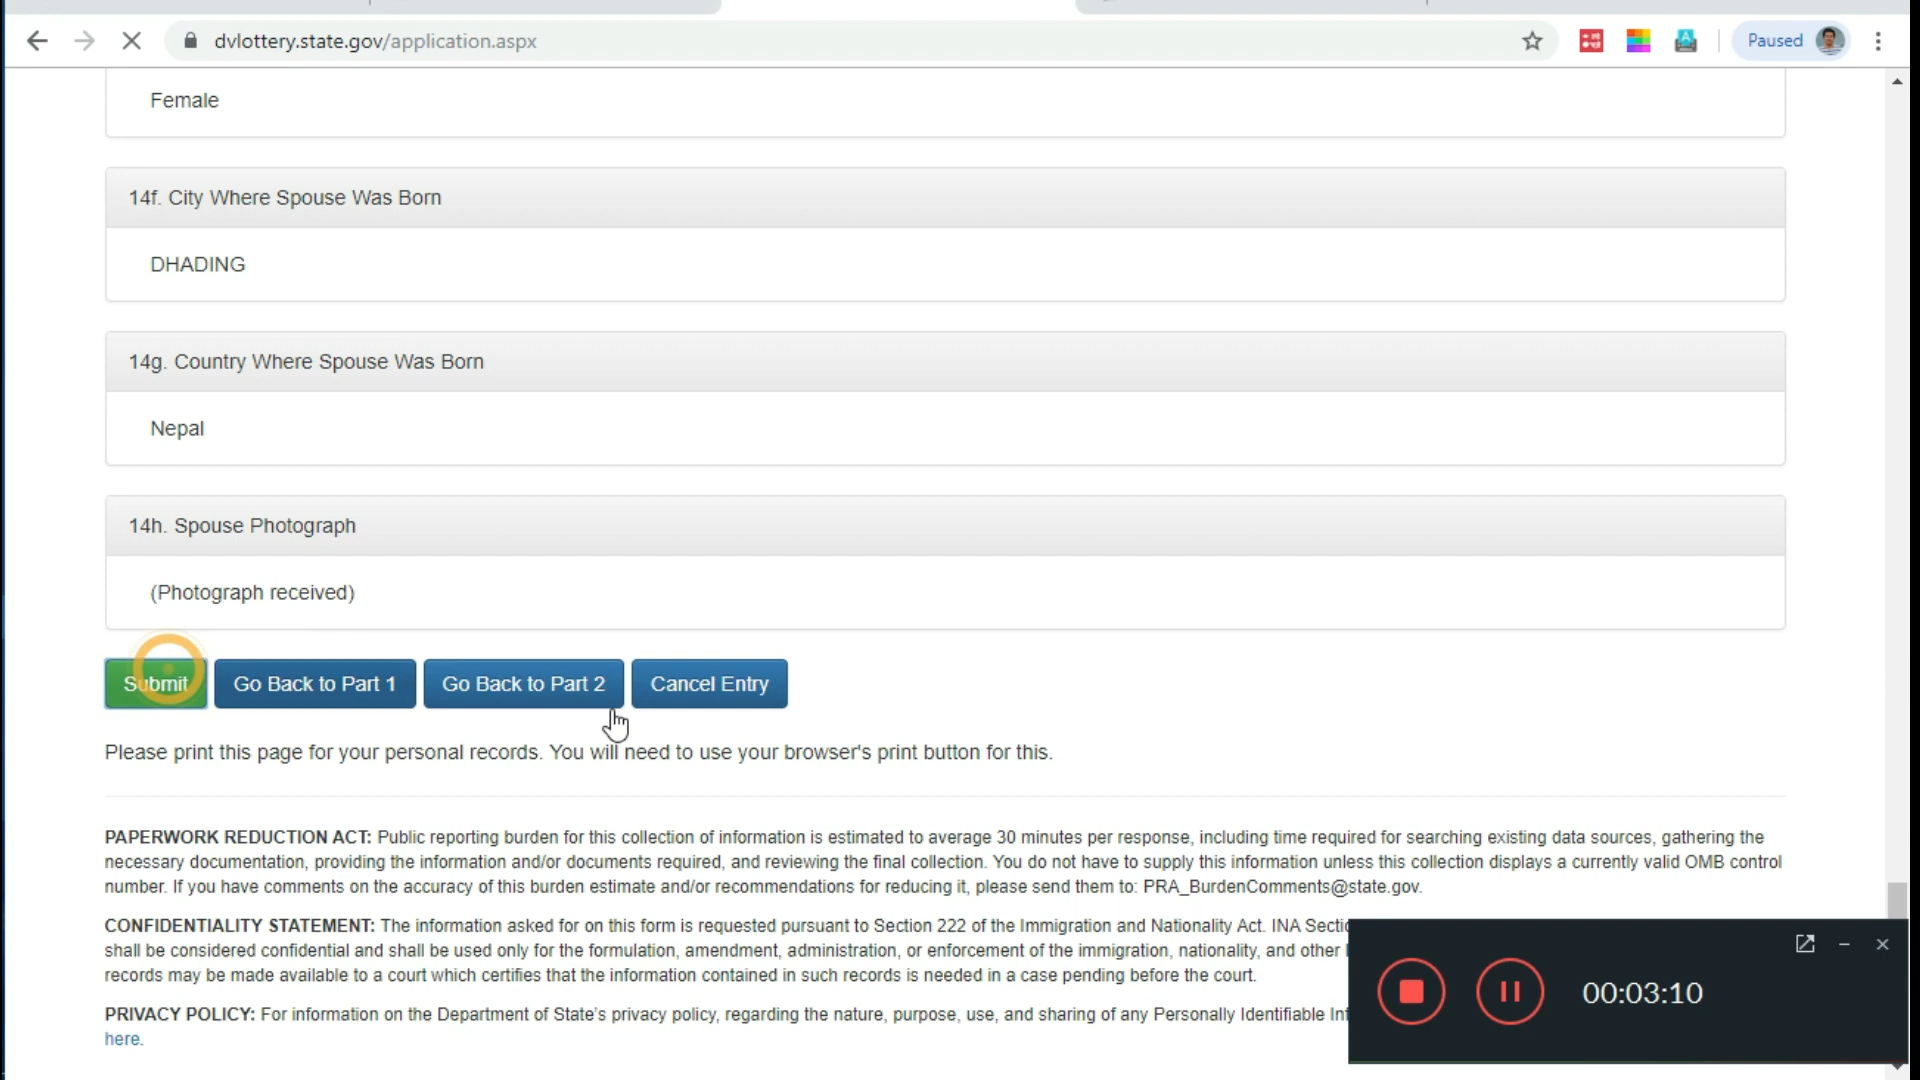 dvlottery.state.gov/application.aspx
Paused
Female
14f. City Where Spouse Was Born
DHADING
14g. Country Where Spouse Was Born
Nepal
14h. Spouse Photograph
(Photograph received)
Submit Go Back to Part 1 Go Back to Part 2 Cancel Entry
Please print this page for your personal records. You will need to use your browser's print button for this.
PAPERWORK REDUCTION ACT: Public reporting burden for this collection of information is estimated to average 30 minutes per response, including time required for searching existing data sources, gathering the
necessary documentation, providing the information and/or documents required, and reviewing the final collection. You do not have to supply this information unless this collection displays a currently valid OMB control
number. If you have comments on the accuracy of this burden estimate and/or recommendations for reducing it, please send them to: PRA_BurdenComments@state.gov.
CONFIDENTIALITY STATEMENT: The information asked for on this form is requested pursuant to Section 222 of the Immigration and Nationality Act. INA Sectio
shall be considered confidential and shall be used only for the formulation, amendment, administration, or enforcement of the immigration, nationality, and other
records may be made available to a court which certifies that the information contained in such records is needed in a case pending before the court.
PRIVACY POLICY: For information on the Department of State's privacy policy, regarding the nature, purpose, use, and sharing of any Personally Identifiable Inf
here.
00:03:10